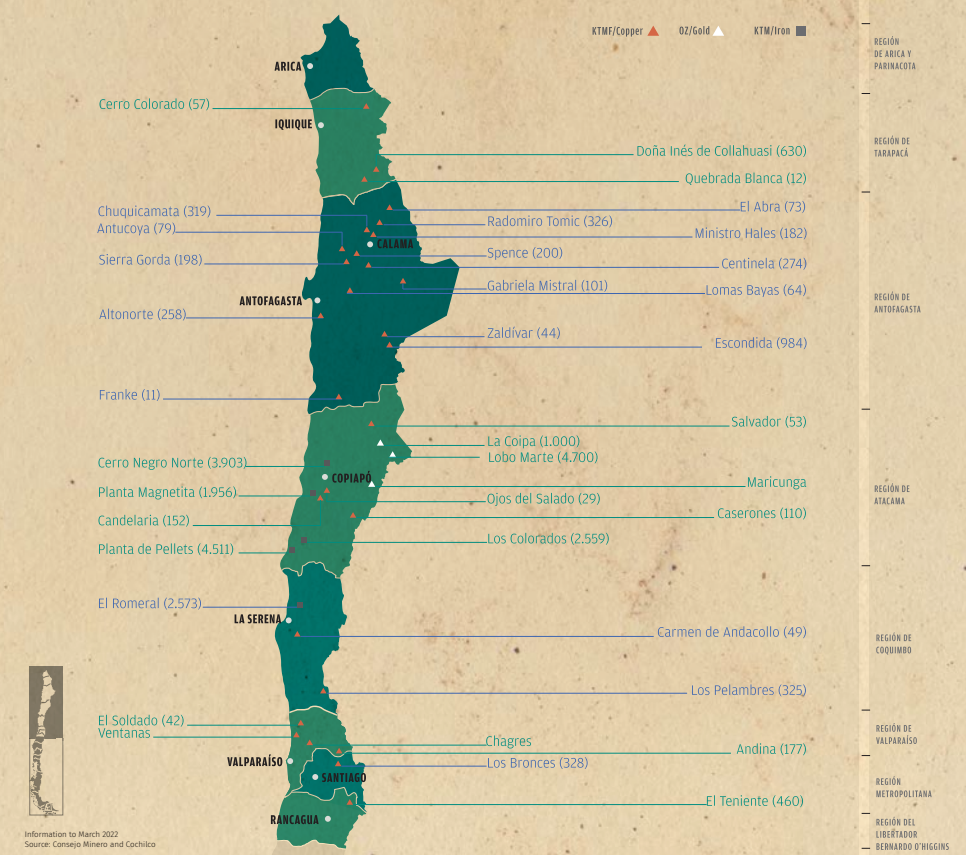 KTMF/Copper
OZ/Gold
KTM/Iron
REGIÓN
DE ARICA Y
PARINACOTA
ARICA
Cerro Colorado (57)
IQUIQUE
Doña Inés de Collahuasi (630)
REGIÓN DE
TARAPACÁ
Quebrada Blanca (12)
El Abra (73)
Chuquicamata (319)
Radomiro Tomic (326)
Antucoya (79)
Ministro Hales (182)
CALAMA
Spence (200)
Sierra Gorda (198)
Centinela (274)
Gabriela Mistral (101)
Lomas Bayas (64)
ANTOFAGASTA
REGIÓN DE
ANTOFAGASTA
Altonorte (258)
Zaldívar (44)
Escondida (984)
Franke (11)
Salvador (53)
La Coipa (1.000)
Lobo Marte (4.700)
Cerro Negro Norte (3.903)
COPIAPÓ
Maricunga
Planta Magnetita (1.956)
Ojos del Salado (29)
REGIÓN DE
ATACAMA
Caserones (110)
Candelaria (152)
Los Colorados (2.559)
Planta de Pellets (4.511)
El Romeral (2.573)
LA SERENA
Carmen de Andacollo (49)
REGIÓN DE
COQUIMBO
Los Pelambres (325)
El Soldado (42)
Ventanas
Chagres
REGIÓN DE
VALPARAÍSO
Andina (177)
VALPARAÍSO
Los Bronces (328)
SANTIAGO
REGIÓN
METROPOLITANA
El Teniente (460)
RANCAGUA
REGIÓN DEL
LIBERTADOR
BERNARDO O'HIGGINS
Information to March 2022
Source: Consejo Minero and Cochilco